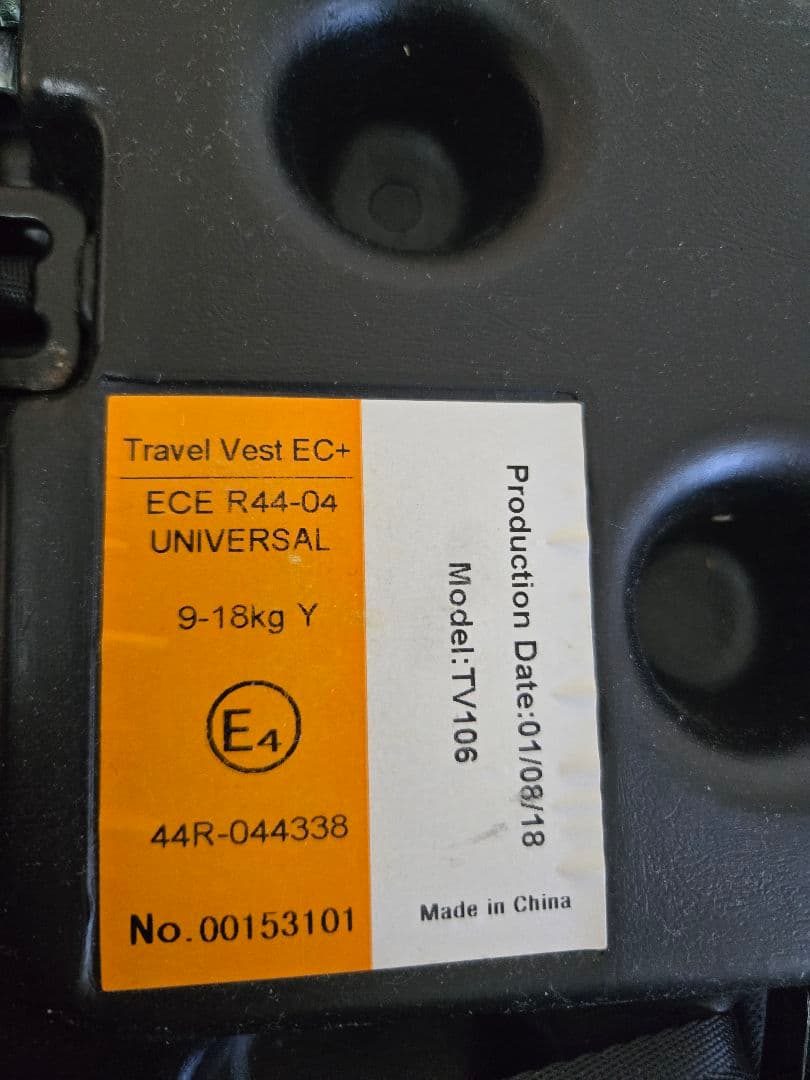 Travel Vest EC+
ECE R44-04
UNIVERSAL
9-18kg Y
E4
44R-044338
No.00153101
Production Date:01/08/18
Model:TV106
Made in China